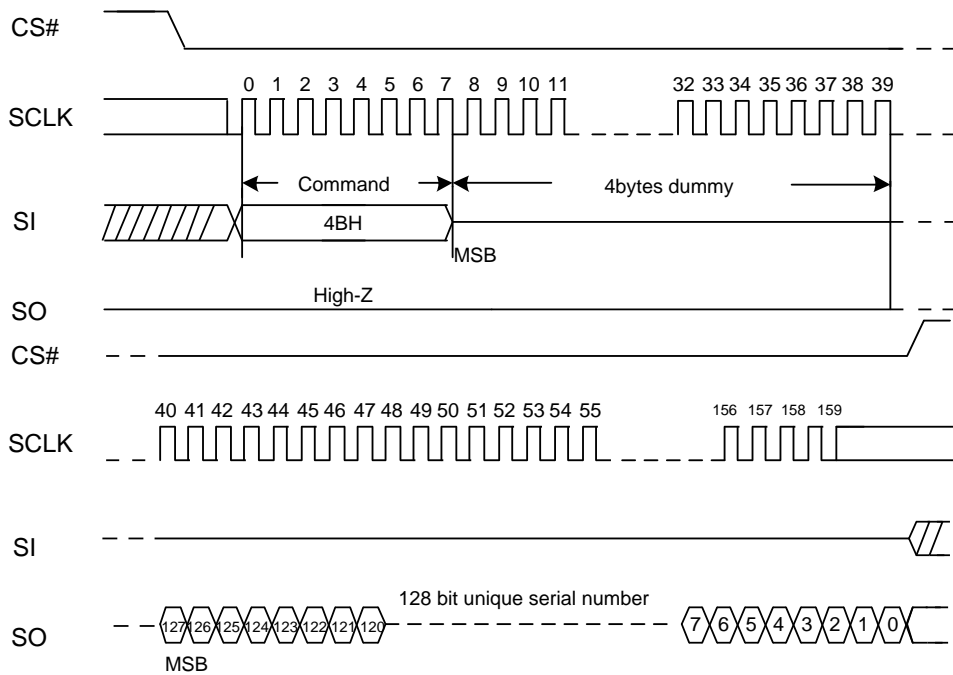 CS#
0 1 2 3 4 5 6 7 8 9 10 11 32 33 34 35 36 37 38 39
SCLK
Command 4bytes dummy
SI 4BH
MSB
High-Z
SO
CS#
40 41 42 43 44 45 46 47 48 49 50 51 52 53 54 55 156 157 158 159
SCLK
SI
128 bit unique serial number
SO 127 126 125 124 123 122 121 120 7 6 5 4 3 2 1 0
MSB